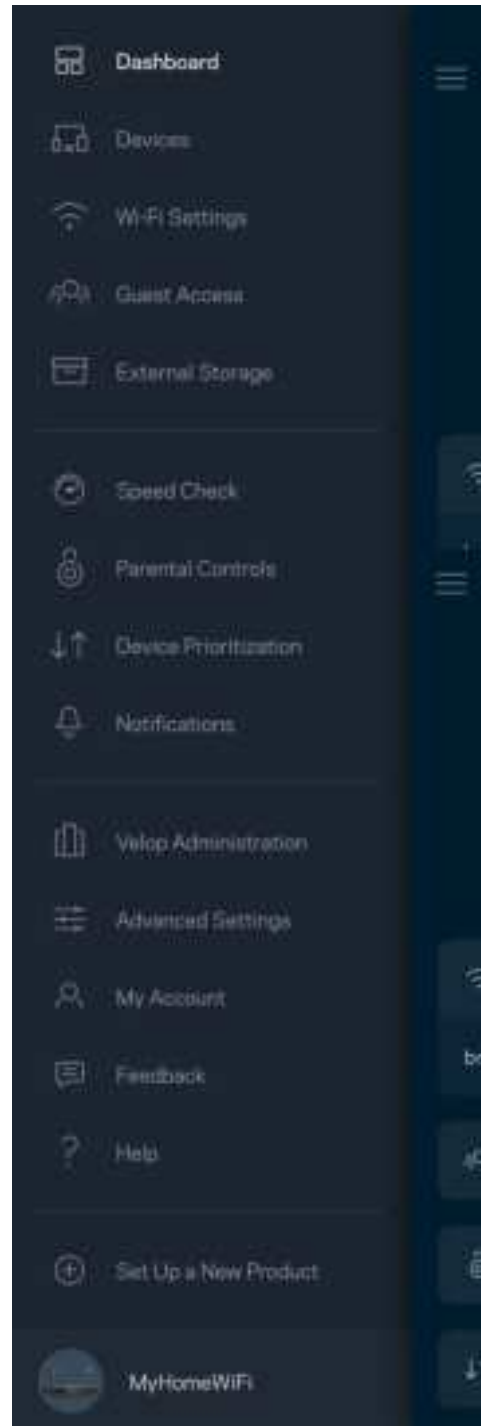 Dashboard
Devices
Wi-Fi Settings
Guest Access
External Storage
Speed Check
Parental Controls
Device Prioritization
Notifications
Velop Administration
Advanced Settings
My Account
Feedback
? Help
Set Up a New Product
MyHomeWiFi